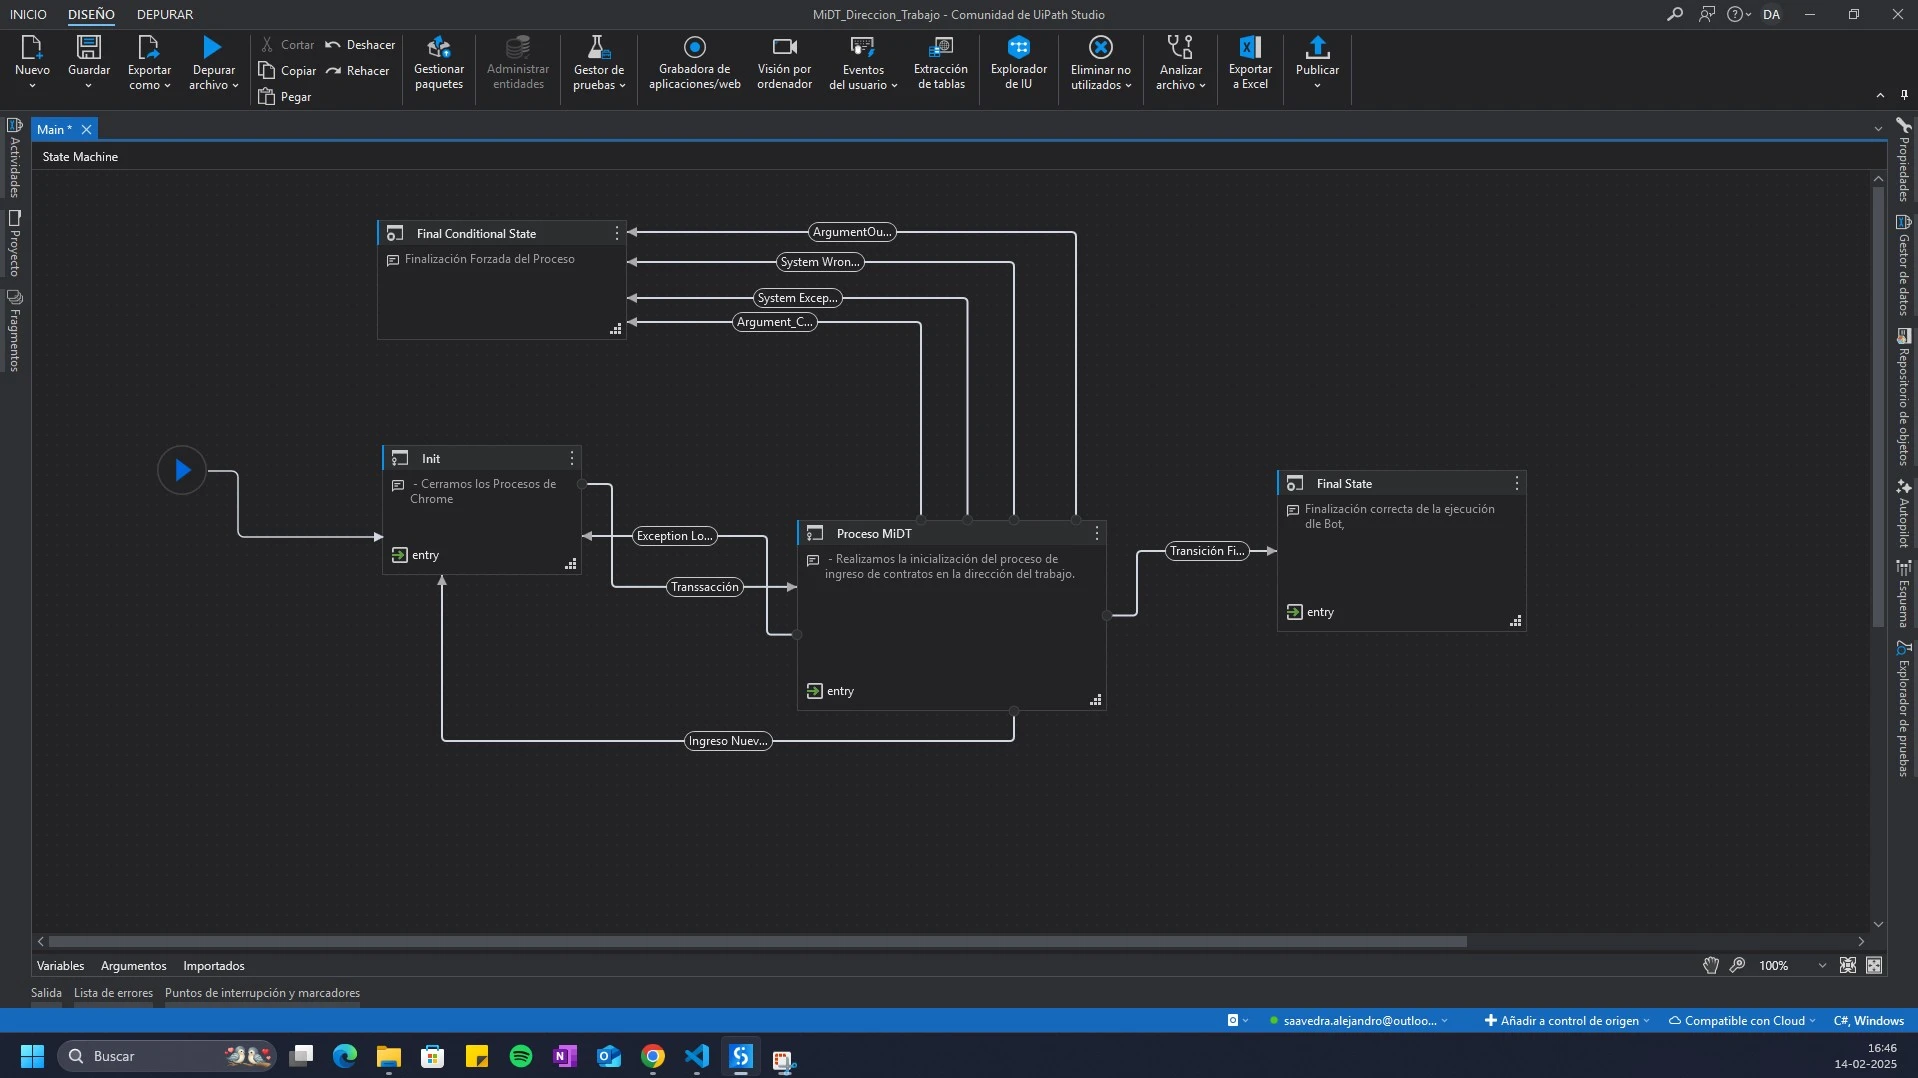 INICIO
DISEÑO
DEPURAR
MiDT_Direccion_Trabajo - Comunidad de UiPath Studio
DA
Nuevo
Guardar
Exportar
como
Depurar
archivo
Cortar
Copiar
Pegar
Deshacer
Rehacer
Gestionar
paquetes
Administrar
entidades
Gestor de
pruebas
Grabadora de
aplicaciones/web
Visión por
ordenador
Eventos
del usuario
Extracción
de tablas
Explorador
de IU
Eliminar no
utilizados
Analizar
archivo
Exportar
a Excel
Publicar
Main *
State Machine
Actividades
Proyecto
Fragmentos
Final Conditional State
Finalización Forzada del Proceso
ArgumentOu...
System Wron...
System Excep...
Argument_C...
Init
- Cerramos los Procesos de
Chrome
entry
Exception Lo...
Transsacción
Proceso MiDT
- Realizamos la inicialización del proceso de
ingreso de contratos en la dirección del trabajo.
entry
Transición Fi...
Final State
Finalización correcta de la ejecución
dle Bot,
entry
Ingreso Nuev...
Propiedades
Gestor de datos
Repositorio de objetos
Autopilot
Esquema
Explorador de pruebas
Variables
Argumentos
Importados
100%
Salida
Lista de errores
Puntos de interrupción y marcadores
saavedra.alejandro@outloo...
Añadir a control de origen
Compatible con Cloud
C#, Windows
Buscar
16:46
14-02-2025